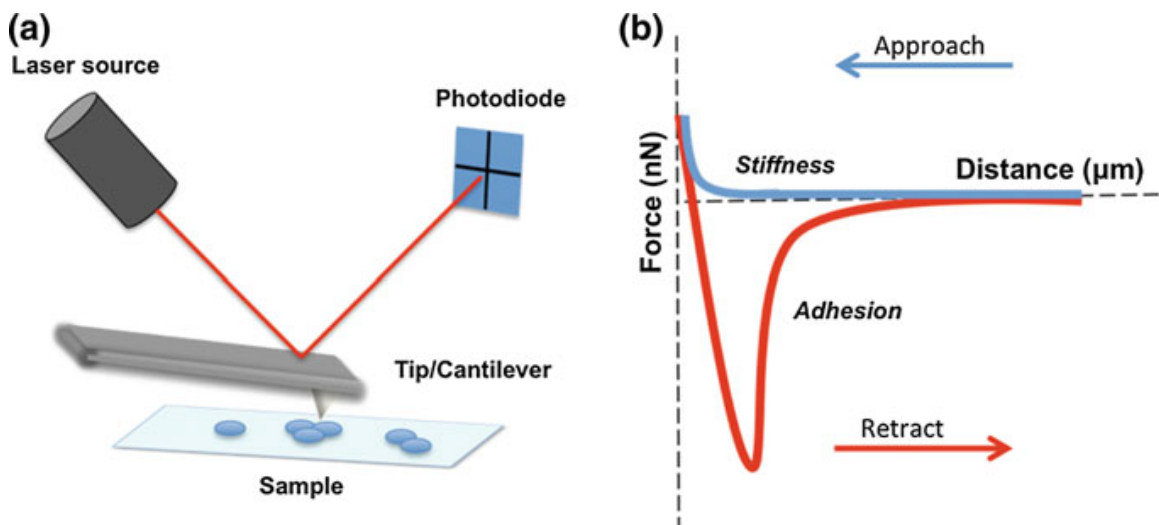 (a)
Laser source
Photodiode
Tip/Cantilever
Sample
(b)
Approach
Stiffness
Distance (µm)
Force (nN)
Adhesion
Retract